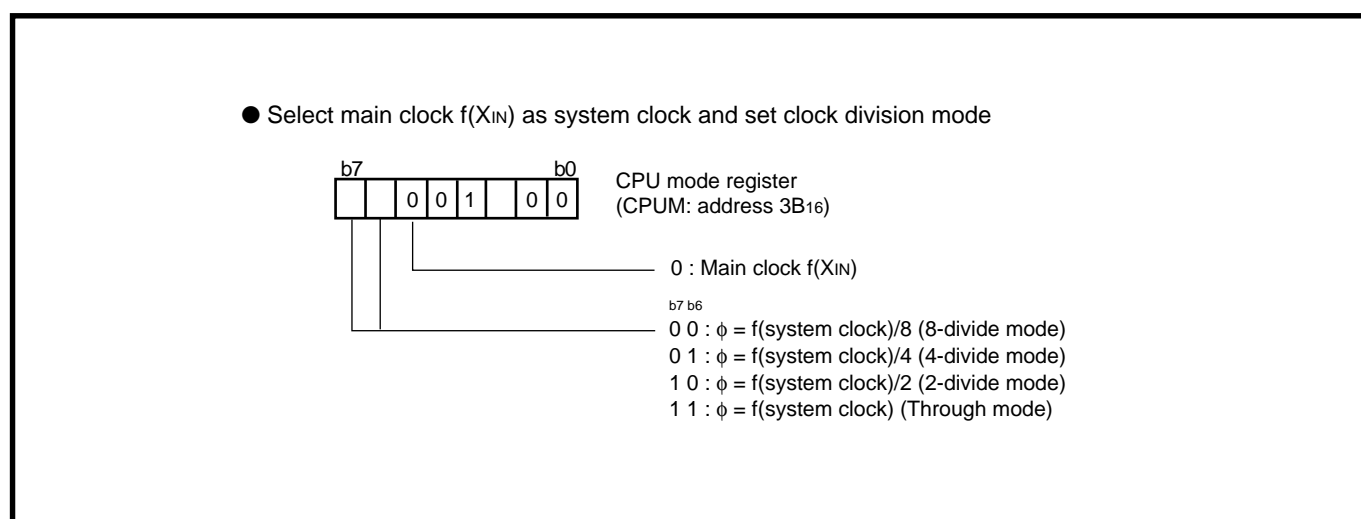 ● Select main clock f(XIN) as system clock and set clock division mode
b7 b0
0 0 1 0 0
CPU mode register
(CPUM: address 3B16)
0 : Main clock f(XIN)
b7 b6
0 0 : ϕ = f(system clock)/8 (8-divide mode)
0 1 : ϕ = f(system clock)/4 (4-divide mode)
1 0 : ϕ = f(system clock)/2 (2-divide mode)
1 1 : ϕ = f(system clock) (Through mode)